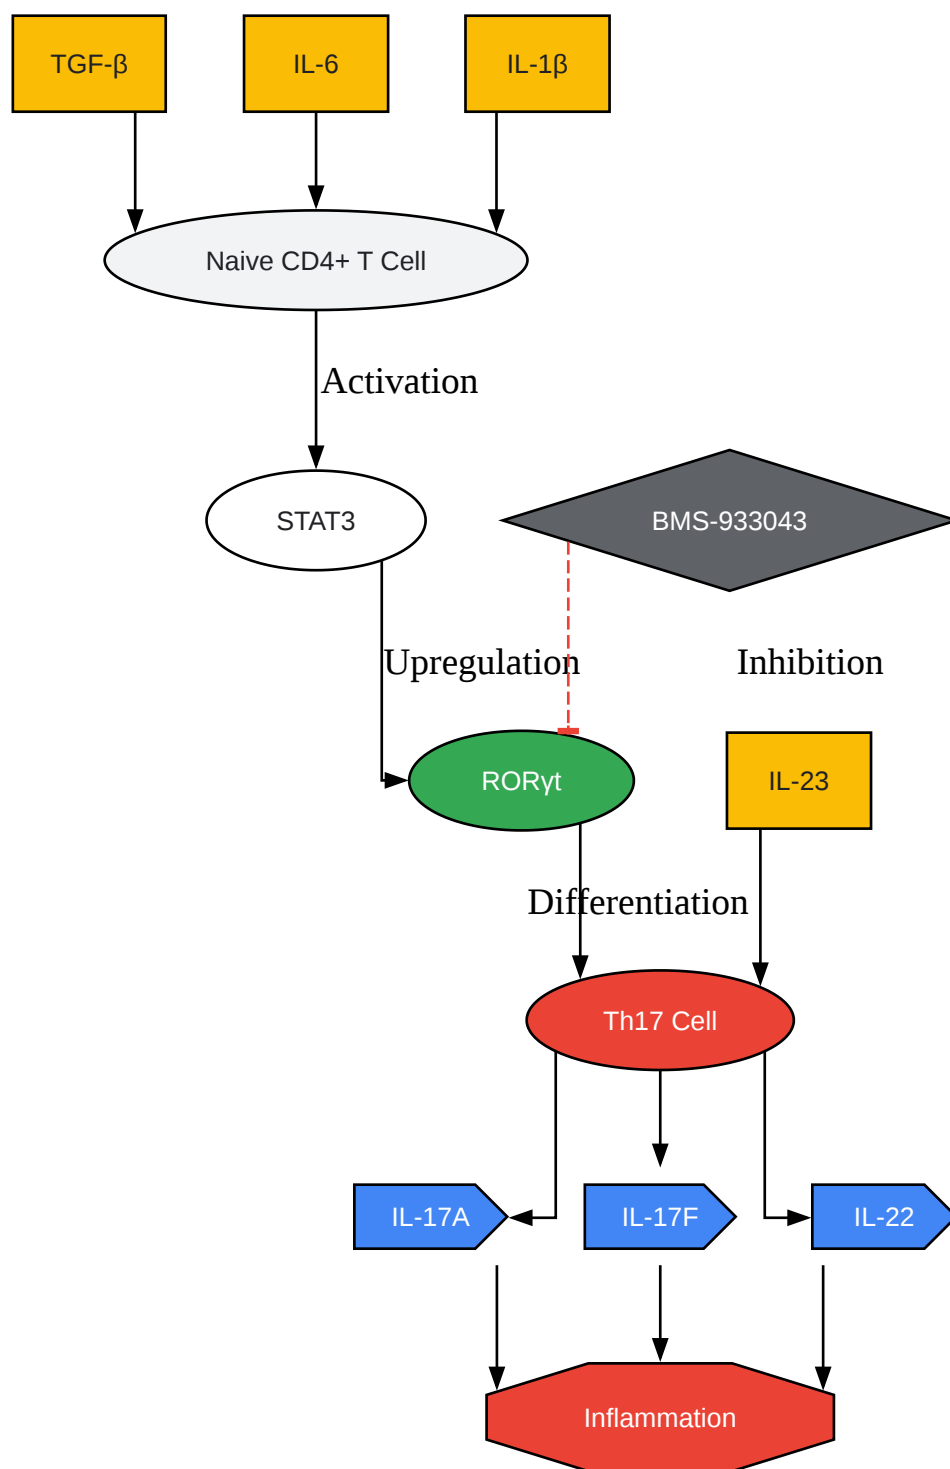 TGF-β
IL-6
IL-1β
Naive CD4+ T Cell
Activation
STAT3
BMS-933043
Upregulation
Inhibition
RORγt
IL-23
Differentiation
Th17 Cell
IL-17A
IL-17F
IL-22
Inflammation